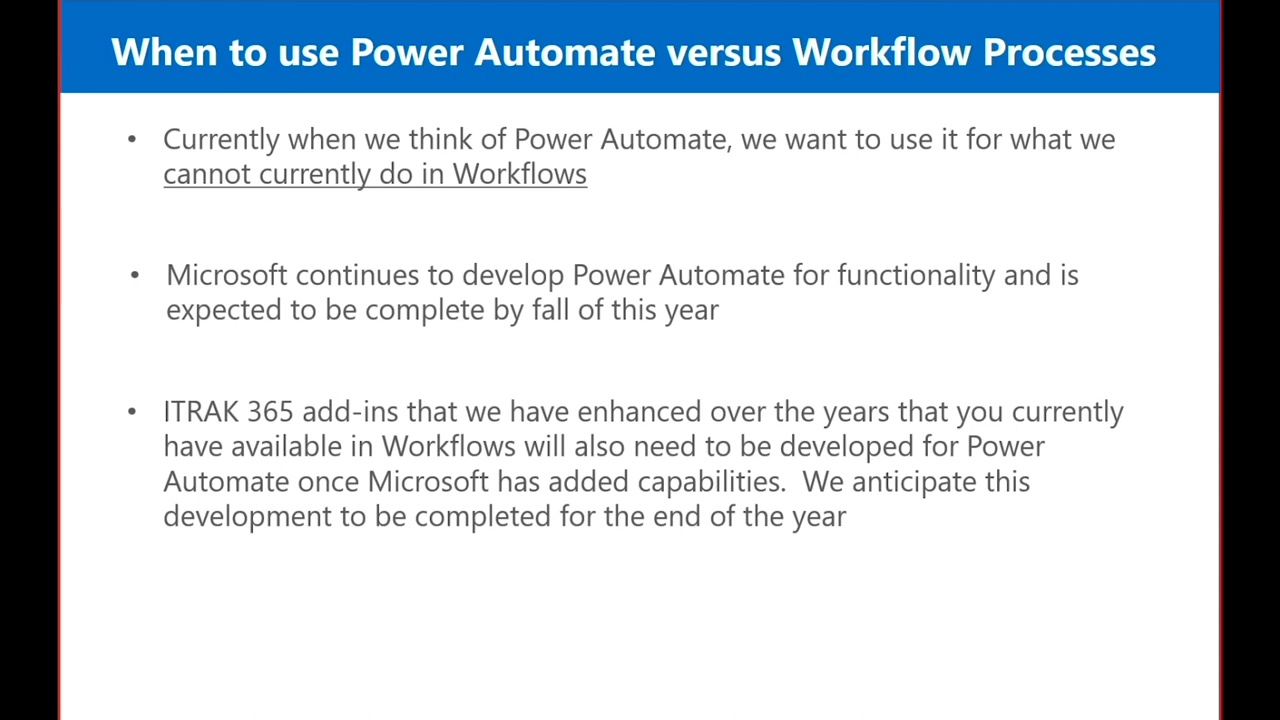 When to use Power Automate versus Workflow Processes
• Currently when we think of Power Automate, we want to use it for what we
cannot currently do in Workflows
• Microsoft continues to develop Power Automate for functionality and is
expected to be complete by fall of this year
• ITRAK 365 add-ins that we have enhanced over the years that you currently
have available in Workflows will also need to be developed for Power
Automate once Microsoft has added capabilities.  We anticipate this
development to be completed for the end of the year